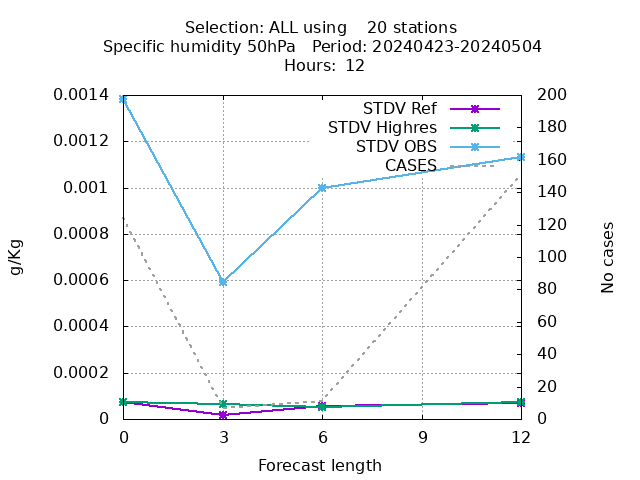 Selection: ALL using    20 stations
Specific humidity 50hPa   Period: 20240423-20240504
Hours: 12
STDV Ref
STDV Highres
STDV OBS
CASES
0.0014
0.0012
0.001
0.0008
0.0006
0.0004
0.0002
0
200
180
160
140
120
100
80
60
40
20
0
g/Kg
No cases
0 3 6 9 12
Forecast length